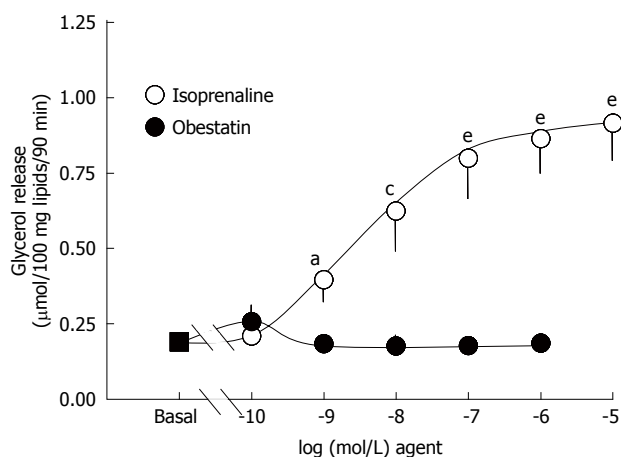 Glycerol release
(μmol/100 mg lipids/90 min)
1.25
1.00
0.75
0.50
0.25
0.00
Isoprenaline
Obestatin
a
c
e
e
e
Basal -10 -9 -8 -7 -6 -5
log (mol/L) agent